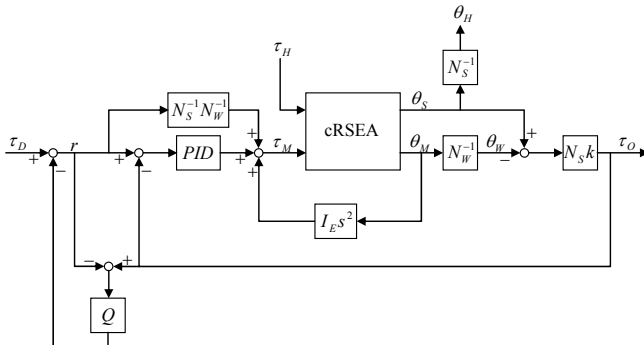 θ_H
τ_H
N_S^{-1}
θ_S
N_S^{-1} N_W^{-1}
cRSEA
+
+
τ_D
+
r
+
PID
+
τ_M
θ_M
N_W^{-1}
θ_W
−
N_S k
τ_O
−
−
+
I_E s^2
−
+
Q